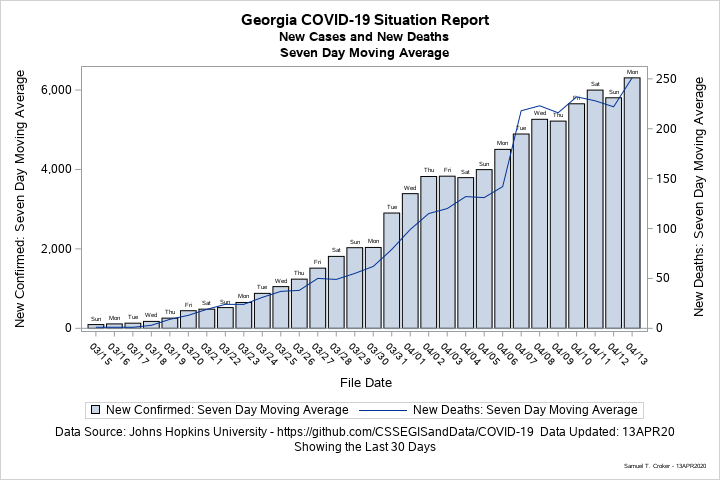 Georgia COVID-19 Situation Report
New Cases and New Deaths
Seven Day Moving Average
New Confirmed: Seven Day Moving Average
6,000
4,000
2,000
0
New Deaths: Seven Day Moving Average
250
200
150
100
50
0
Sun Mon Tue Wed Thu Fri Sat Sun Mon Tue Wed Thu Fri Sat Sun Mon Tue Wed Thu Fri Sat Sun Mon Tue Wed Thu Fri Sat Sun Mon
03/15 03/16 03/17 03/18 03/19 03/20 03/21 03/22 03/23 03/24 03/25 03/26 03/27 03/28 03/29 03/30 03/31 04/01 04/02 04/03 04/04 04/05 04/06 04/07 04/08 04/09 04/10 04/11 04/12 04/13
File Date
New Confirmed: Seven Day Moving Average New Deaths: Seven Day Moving Average
Data Source: Johns Hopkins University - https://github.com/CSSEGISandData/COVID-19 Data Updated: 13APR20
Showing the Last 30 Days
Samuel T. Croker - 13APR2020